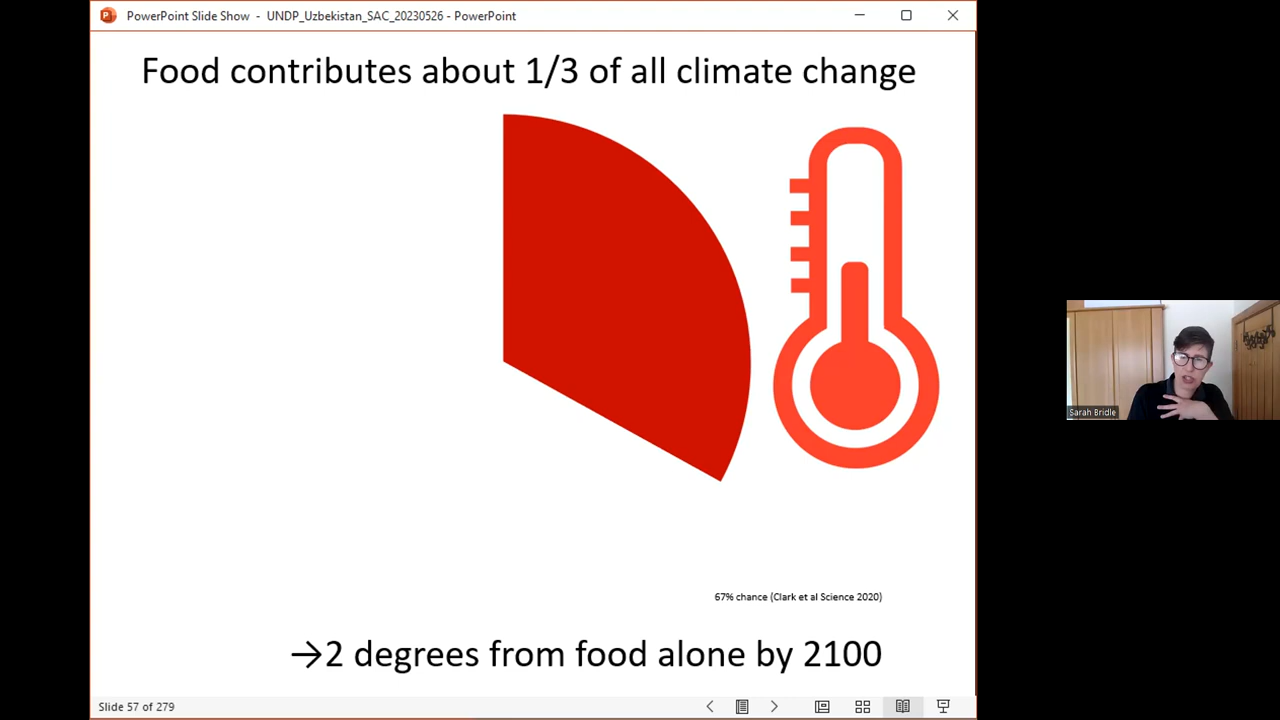 PowerPoint Slide Show - UNDP_Uzbekistan_SAC_20230526 - PowerPoint
Food contributes about 1/3 of all climate change
Sarah Bridle
67% chance (Clark et al Science 2020)
→2 degrees from food alone by 2100
Slide 57 of 279